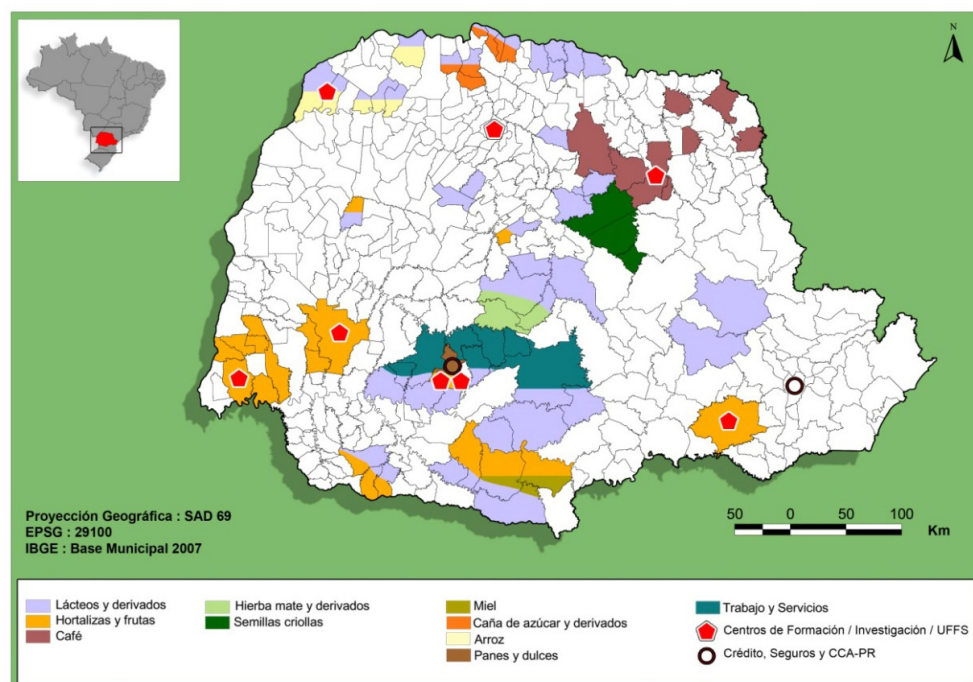 N
Proyección Geográfica : SAD 69
EPSG : 29100
IBGE : Base Municipal 2007
50 0 50 100
Km
Lácteos y derivados
Hortalizas y frutas
Café
Hierba mate y derivados
Semillas criollas
Miel
Caña de azúcar y derivados
Arroz
Panes y dulces
Trabajo y Servicios
Centros de Formación / Investigación / UFFS
Crédito, Seguros y CCA-PR